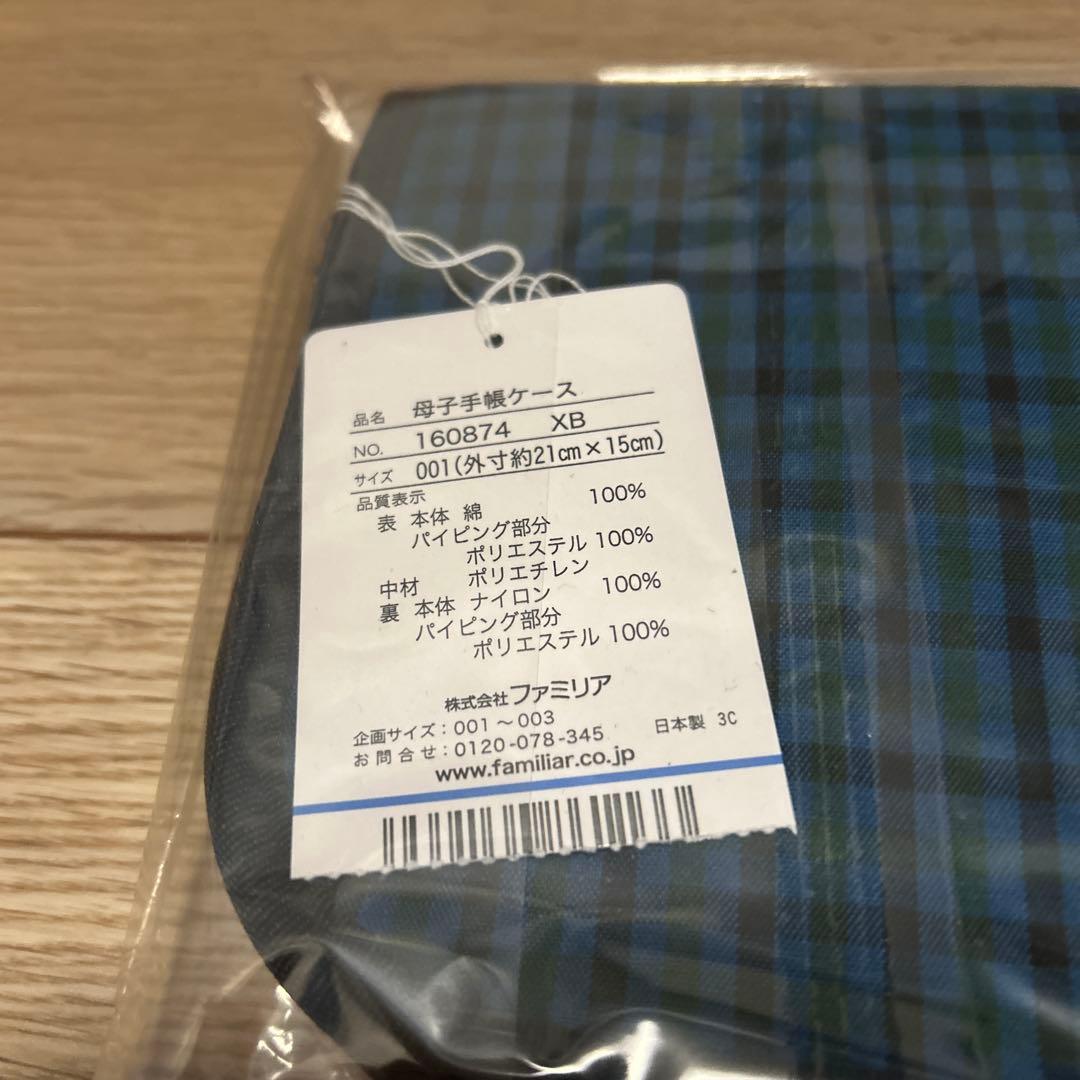 品名 母子手帳ケース
NO. 160874 XB
サイズ 001(外寸約21cm×15cm)
品質表示
表 本体 綿 100%
パイピング部分
ポリエステル 100%
中材 ポリエチレン
裏 本体 ナイロン 100%
パイピング部分
ポリエステル 100%
株式会社ファミリア
企画サイズ:001~003
お問合せ:0120-078-345 日本製 3C
www.familiar.co.jp